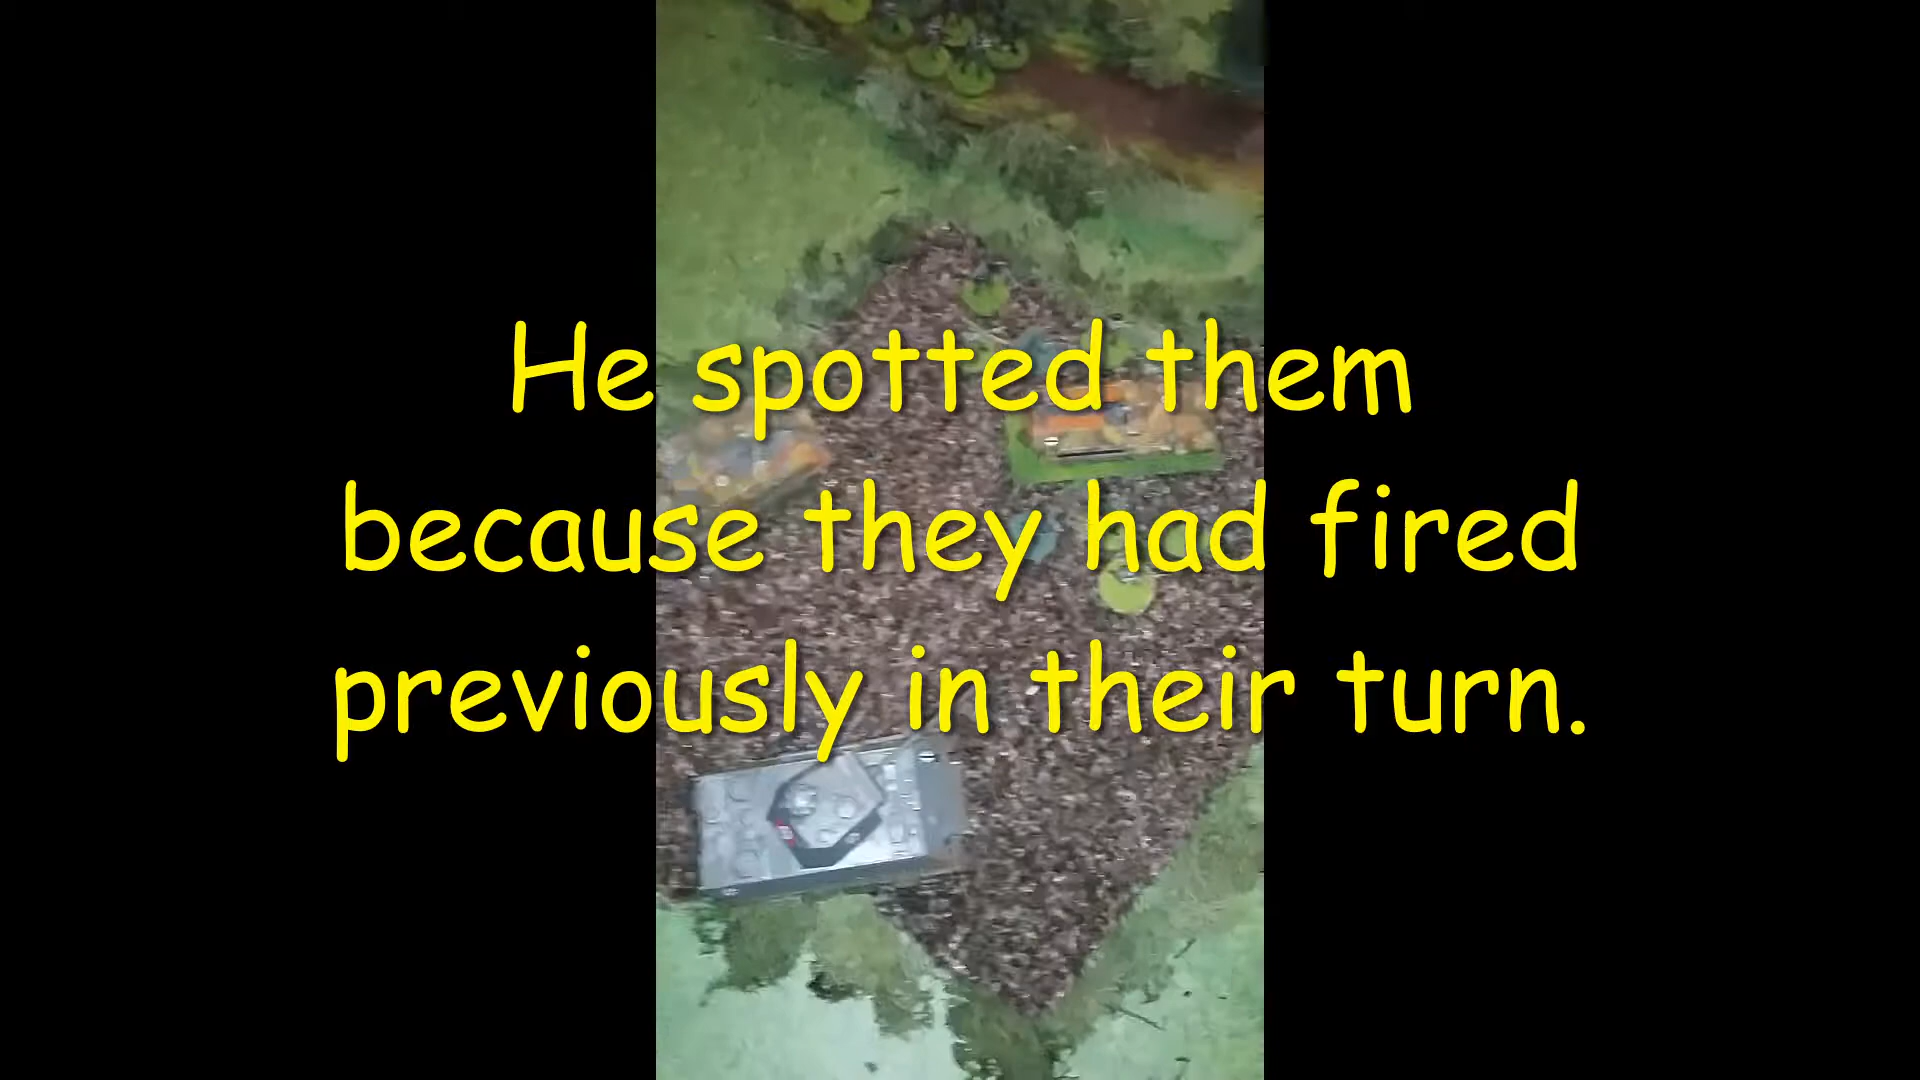 He spotted them
because they had fired
previously in their turn.